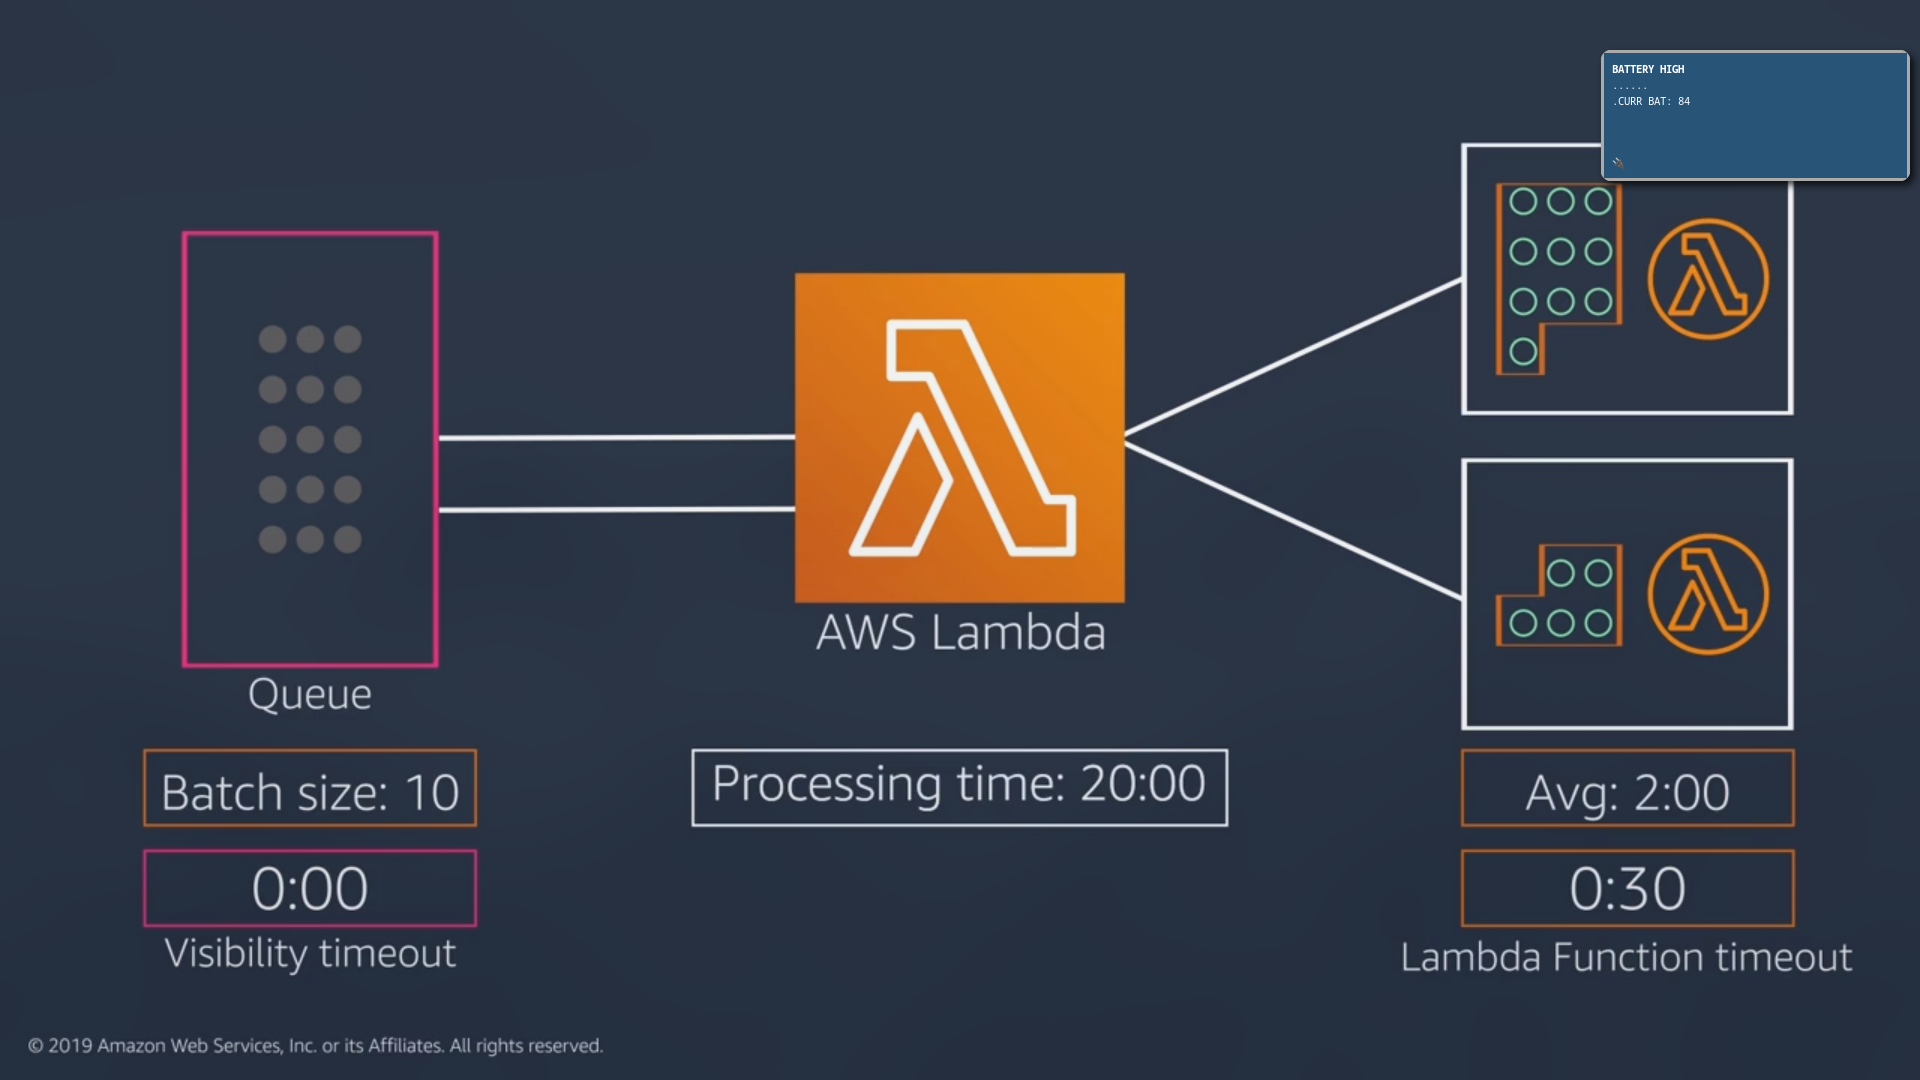 BATTERY HIGH
......
.CURR BAT: 84
Queue
AWS Lambda
Batch size: 10
Processing time: 20:00
Avg: 2:00
0:00
0:30
Visibility timeout
Lambda Function timeout
© 2019 Amazon Web Services, Inc. or its Affiliates. All rights reserved.